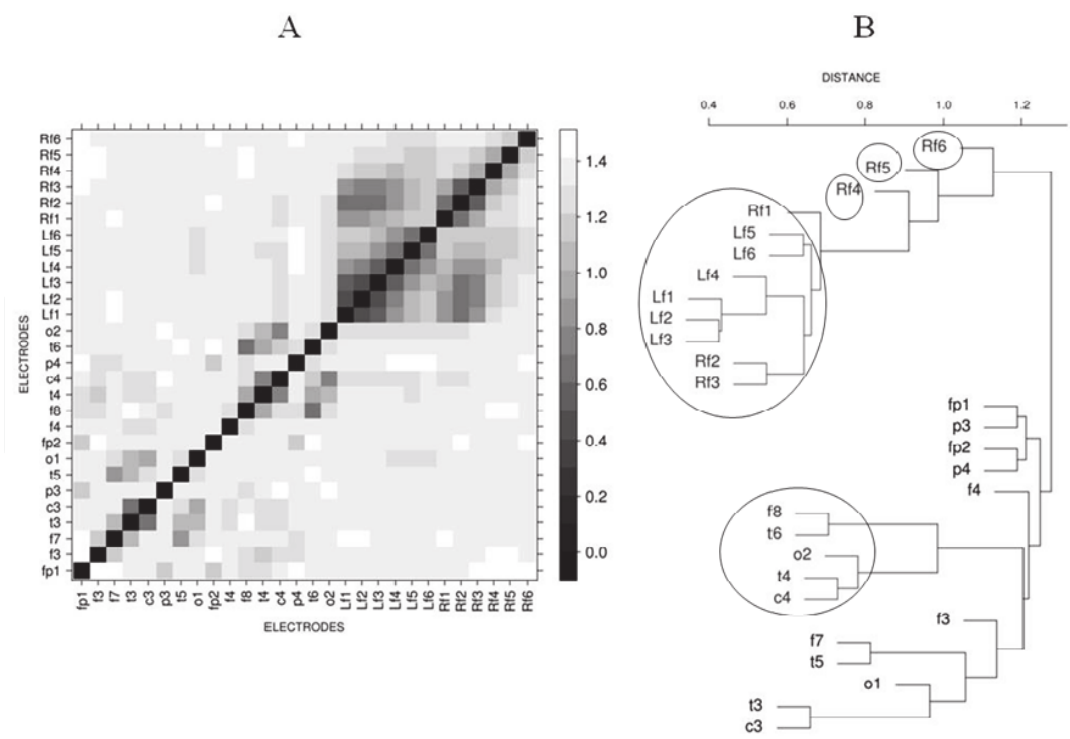 A
B
DISTANCE
0.4 0.6 0.8 1.0 1.2
Rf6
Rf5
Rf4
Rf3
Rf2
Rf1
Lf6
Lf5
Lf4
Lf3
Lf2
Lf1
o2
t6
p4
c4
t4
f8
f4
fp2
o1
t5
p3
c3
t3
f7
f3
fp1
ELECTRODES
fp1 f3 f7 t3 c3 p3 t5 o1 fp2 f4 f8 t4 c4 p4 t6 o2 Lf1 Lf2 Lf3 Lf4 Lf5 Lf6 Rf1 Rf2 Rf3 Rf4 Rf5 Rf6
ELECTRODES
1.4
1.2
1.0
0.8
0.6
0.4
0.2
0.0
Rf6
Rf5
Rf4
Rf1
Lf5
Lf6
Lf4
Lf1
Lf2
Lf3
Rf2
Rf3
fp1
p3
fp2
p4
f4
f8
t6
o2
t4
c4
f3
f7
t5
o1
t3
c3